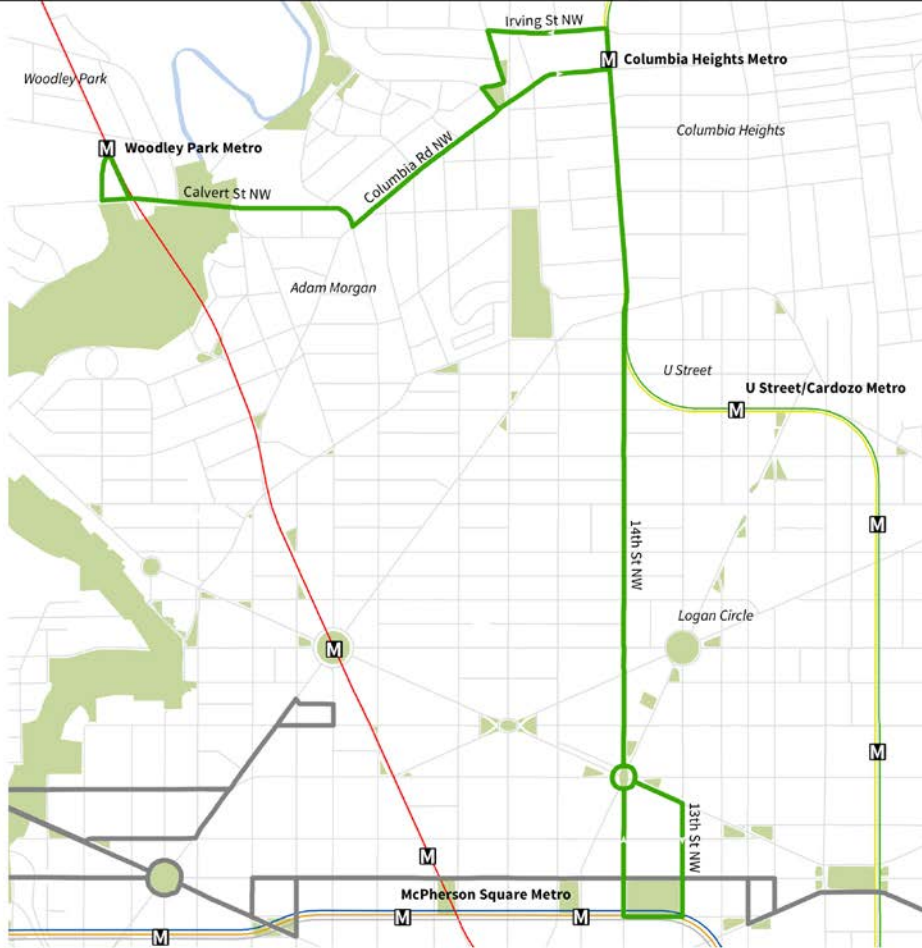 Irving St NW
M Columbia Heights Metro
Woodley Park
Columbia Heights
M Woodley Park Metro
Columbia Rd NW
Calvert St NW
Adam Morgan
U Street
U Street/Cardozo Metro
M
M
14th St NW
Logan Circle
M
M
13th St NW
M
McPherson Square Metro
M
M
M